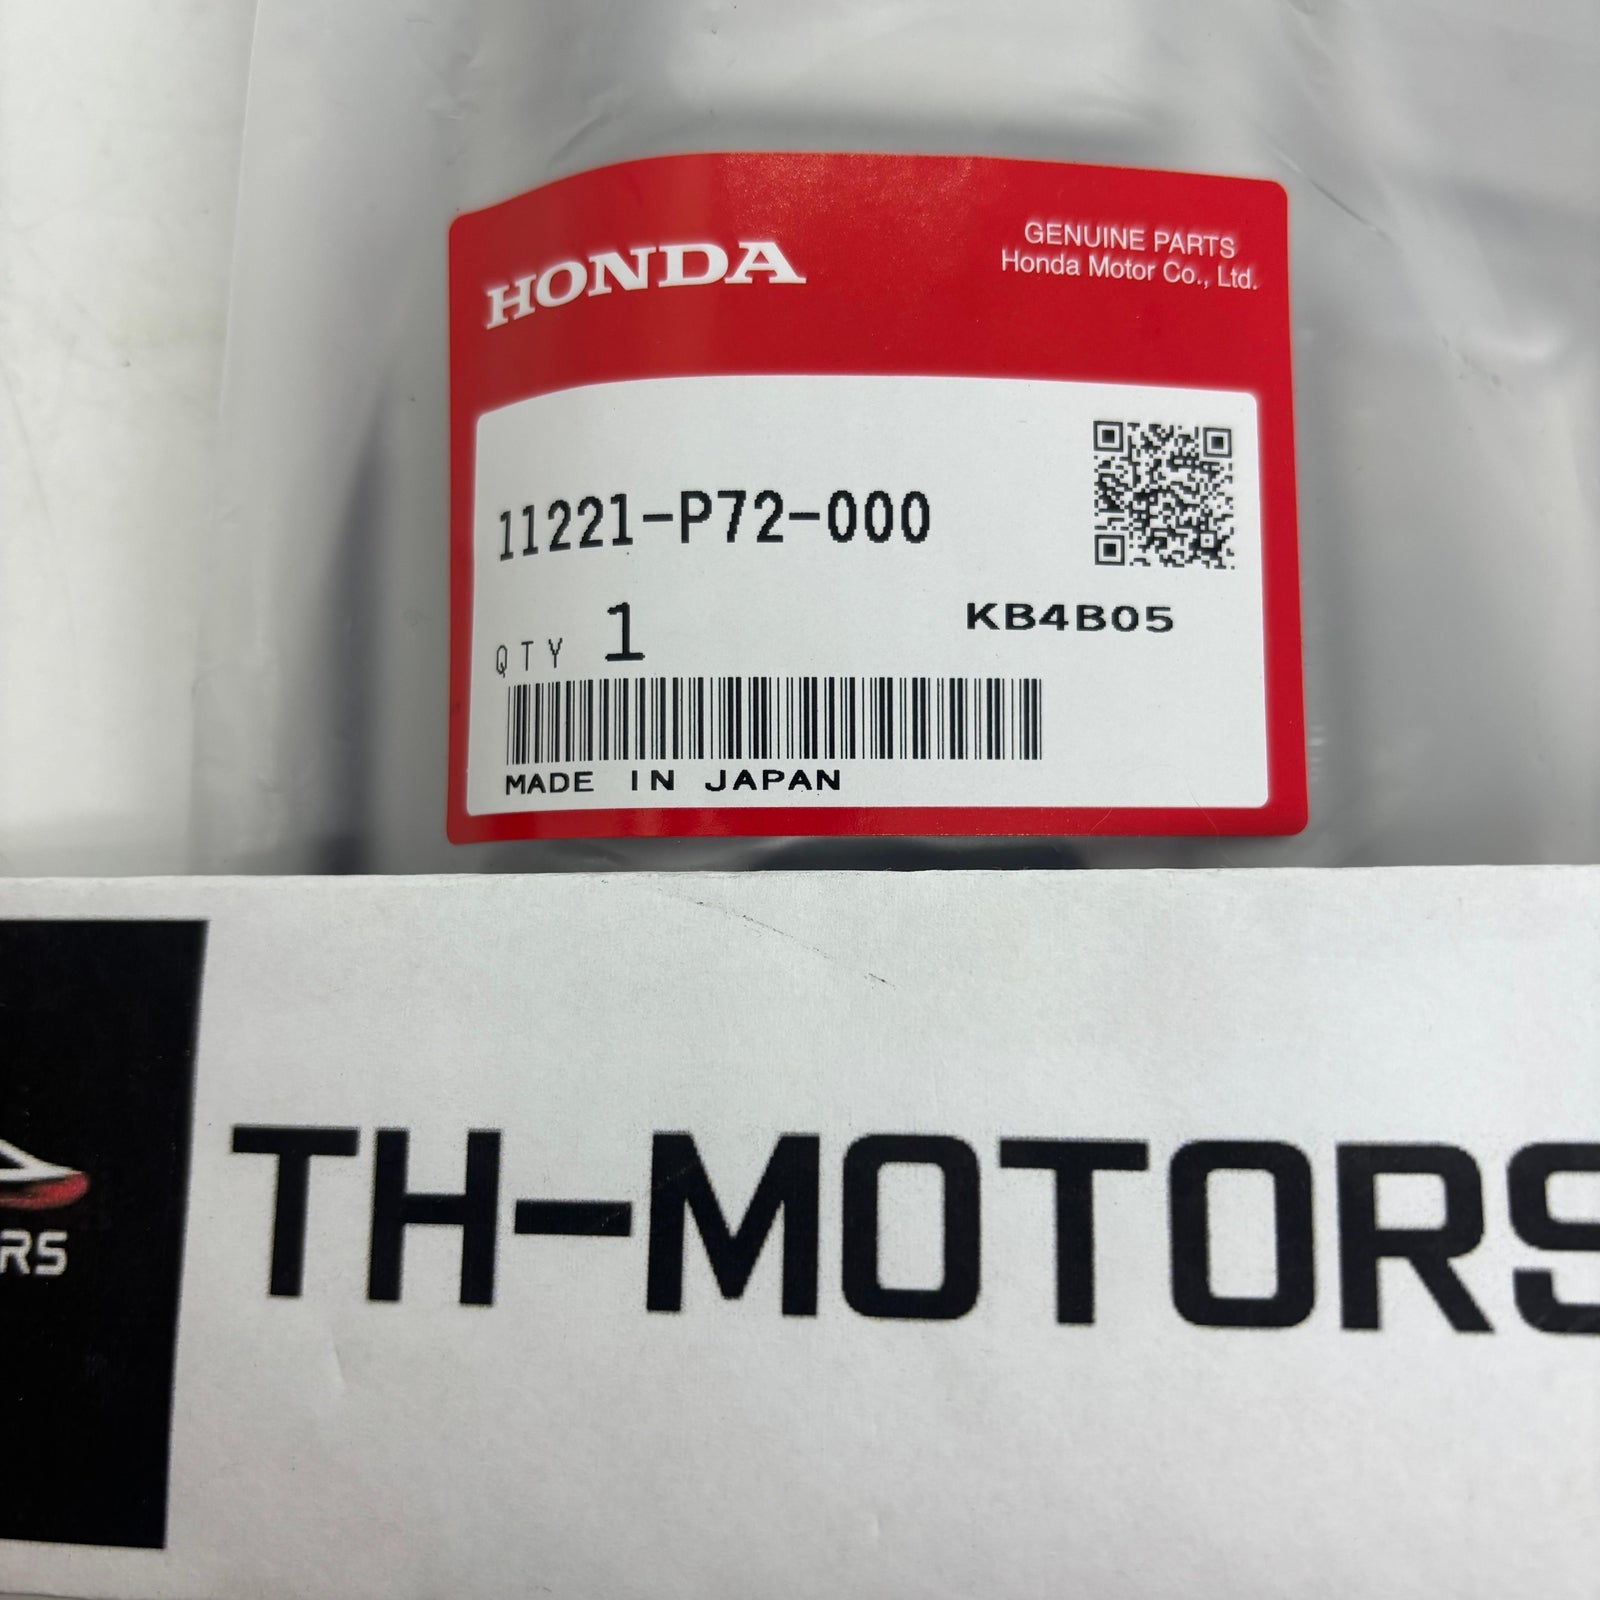 HONDA
GENUINE PARTS
Honda Motor Co., Ltd.
11221-P72-000
QTY 1
KB4B05
MADE IN JAPAN
TH-MOTORS
RS